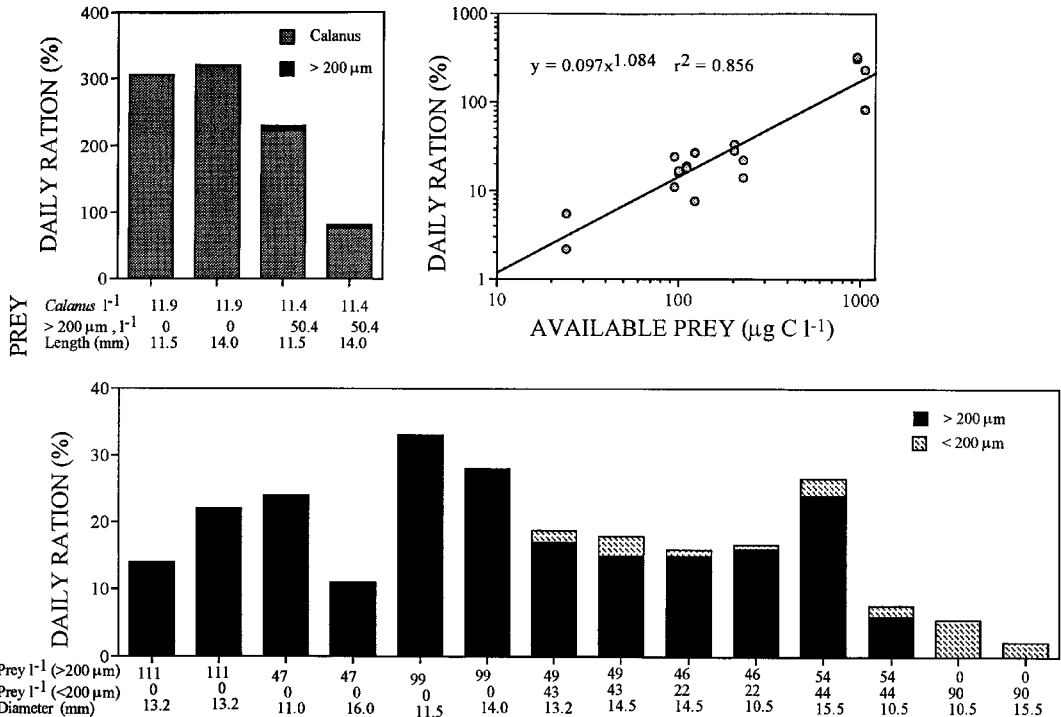 DAILY RATION (%)
400
300
200
100
0
Calanus
> 200 µm
PREY
Calanus l-1 11.9 11.9 11.4 11.4
> 200 µm , l-1 0 0 50.4 50.4
Length (mm) 11.5 14.0 11.5 14.0
DAILY RATION (%)
1000
100
10
1
y = 0.097x1.084 r2 = 0.856
10 100 1000
AVAILABLE PREY (µg C l-1)
DAILY RATION (%)
40
30
20
10
0
> 200 µm
< 200 µm
Prey l-1 (>200 µm) 111 111 47 47 99 99 49 49 46 46 54 54 0 0
Prey l-1 (<200 µm) 0 0 0 0 0 0 43 43 22 22 44 44 90 90
Diameter (mm) 13.2 13.2 11.0 16.0 11.5 14.0 13.2 14.5 14.5 10.5 15.5 10.5 10.5 15.5